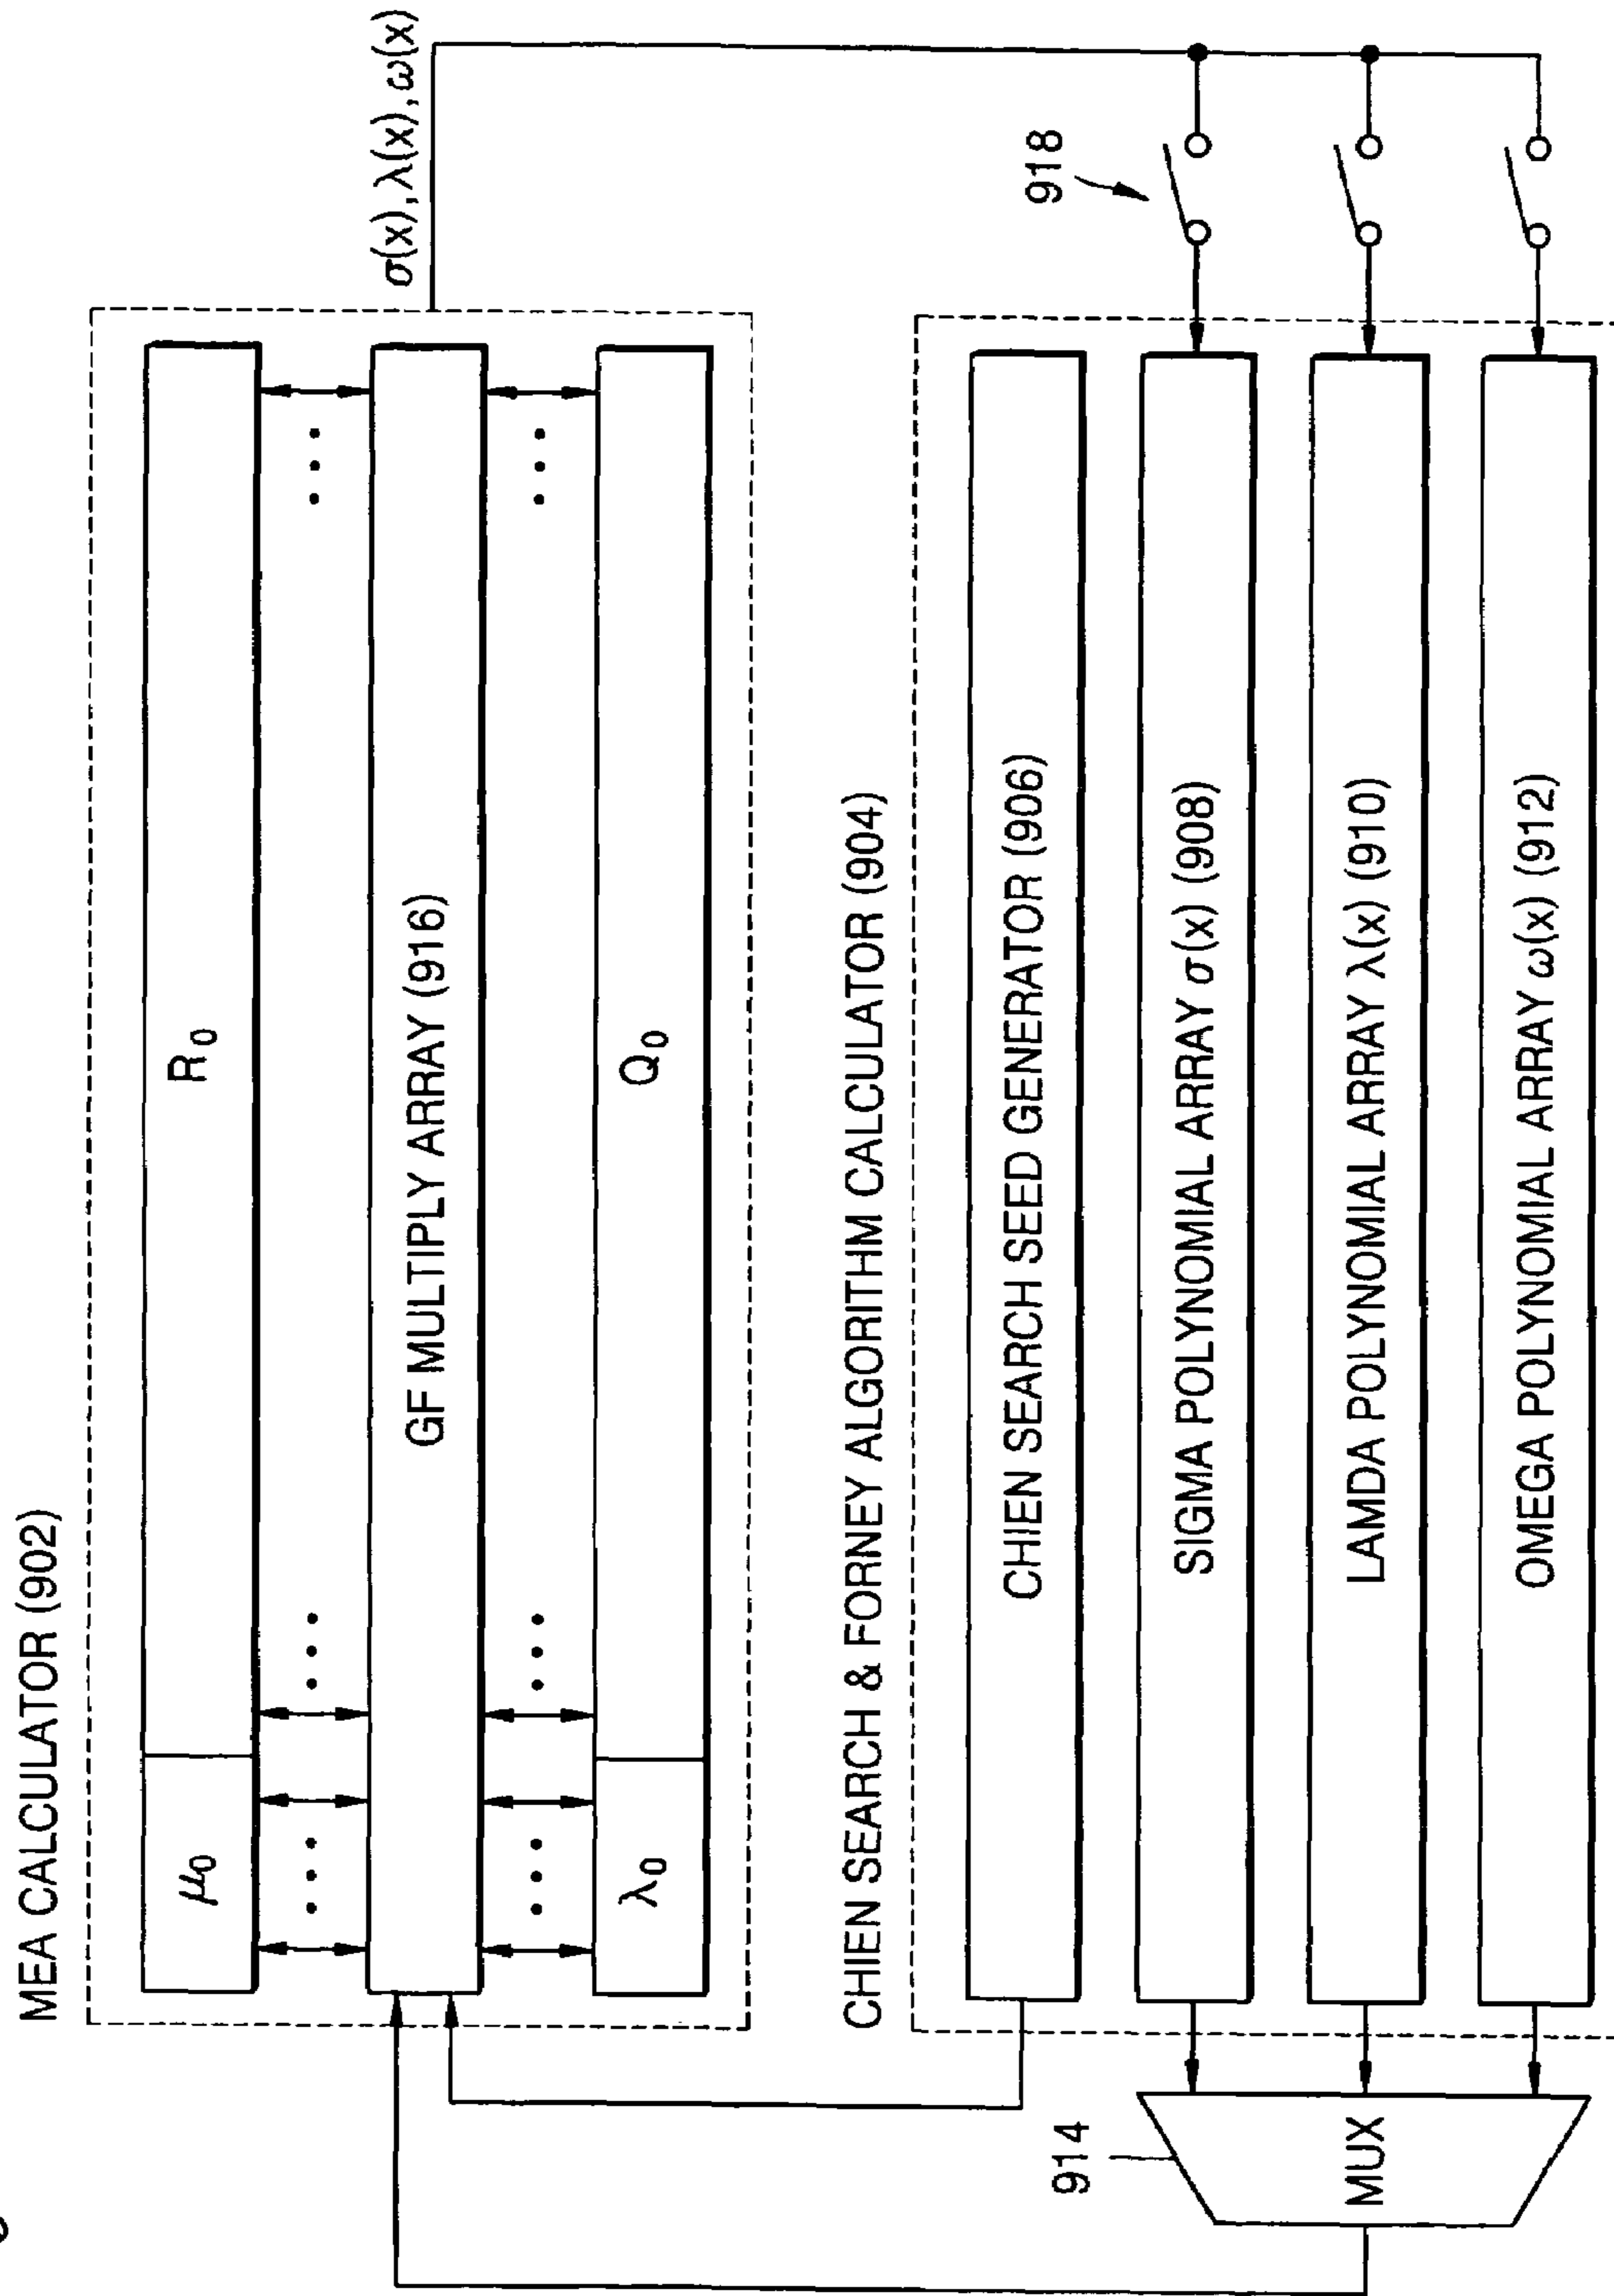 MEA CALCULATOR (902)
μ₀
R₀
GF MULTIPLY ARRAY (916)
λ₀
Q₀
σ(x), λ(x), ω(x)
CHIEN SEARCH & FORNEY ALGORITHM CALCULATOR (904)
CHIEN SEARCH SEED GENERATOR (906)
SIGMA POLYNOMIAL ARRAY σ(x) (908)
LAMDA POLYNOMIAL ARRAY λ(x) (910)
OMEGA POLYNOMIAL ARRAY ω(x) (912)
914
MUX
918